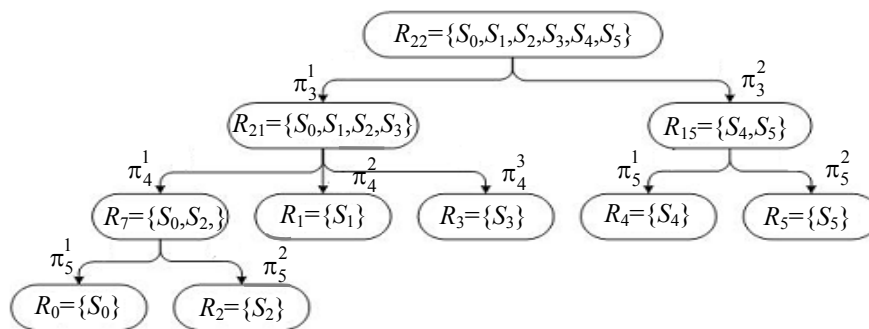 R₂₂={S₀,S₁,S₂,S₃,S₄,S₅}
π₃¹ π₃²
R₂₁={S₀,S₁,S₂,S₃} R₁₅={S₄,S₅}
π₄¹ π₄² π₄³ π₅¹ π₅²
R₇={S₀,S₂,} R₁={S₁} R₃={S₃} R₄={S₄} R₅={S₅}
π₅¹ π₅²
R₀={S₀} R₂={S₂}